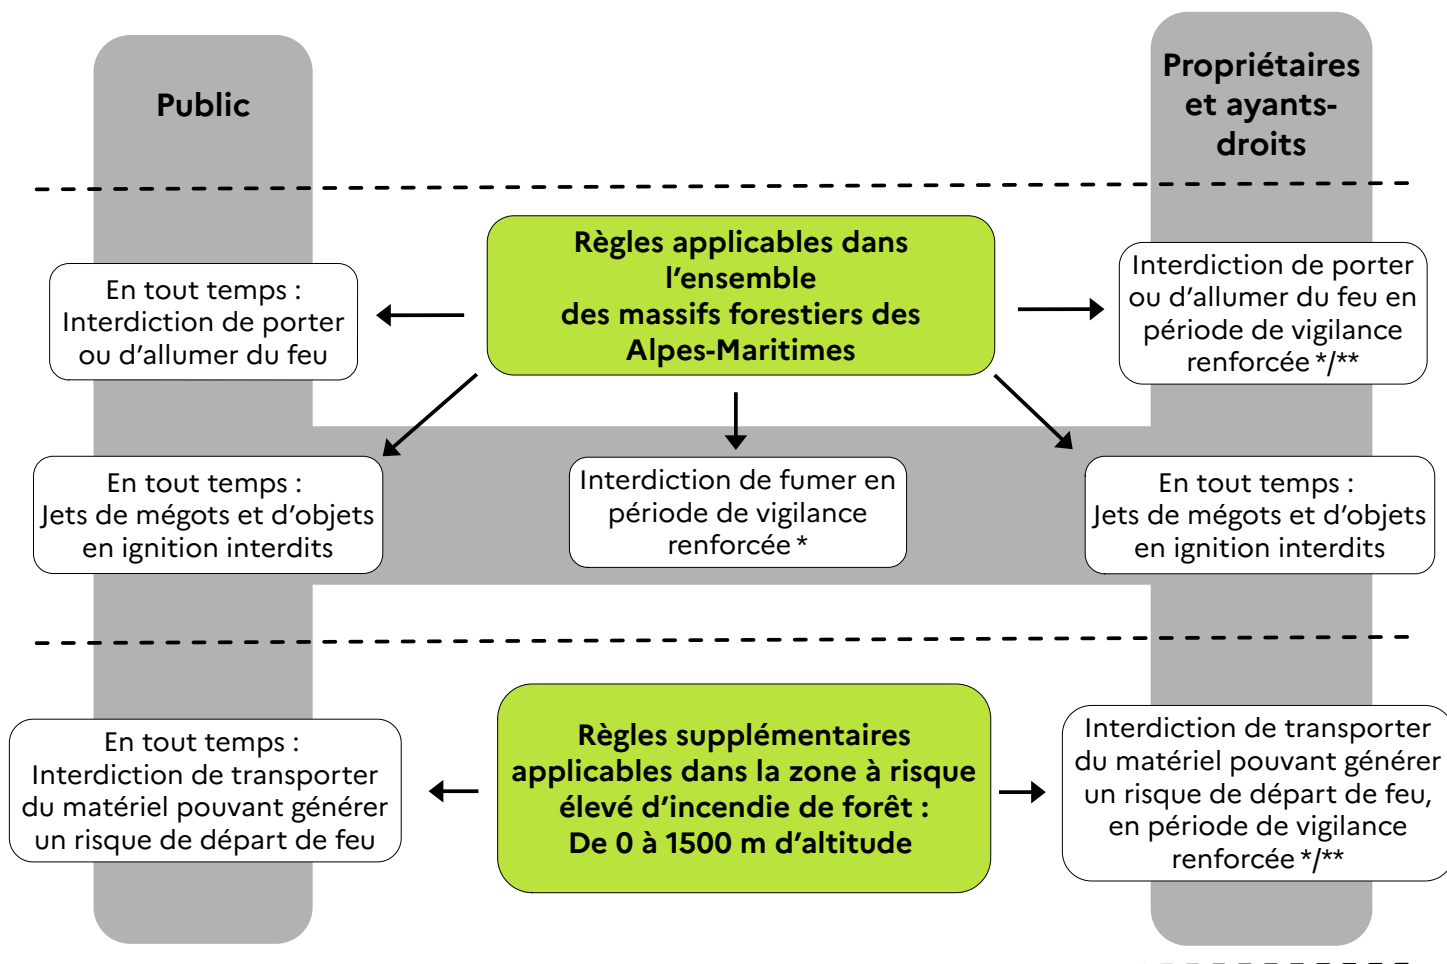 Public
Propriétaires
et ayants-
droits
Règles applicables dans
l'ensemble
des massifs forestiers des
Alpes-Maritimes
En tout temps :
Interdiction de porter
ou d'allumer du feu
Interdiction de porter
ou d'allumer du feu en
période de vigilance
renforcée */**
En tout temps :
Jets de mégots et d'objets
en ignition interdits
Interdiction de fumer en
période de vigilance
renforcée *
En tout temps :
Jets de mégots et d'objets
en ignition interdits
En tout temps :
Interdiction de transporter
du matériel pouvant générer
un risque de départ de feu
Règles supplémentaires
applicables dans la zone à risque
élevé d'incendie de forêt :
De 0 à 1500 m d'altitude
Interdiction de transporter
du matériel pouvant générer
un risque de départ de feu,
en période de vigilance
renforcée */**